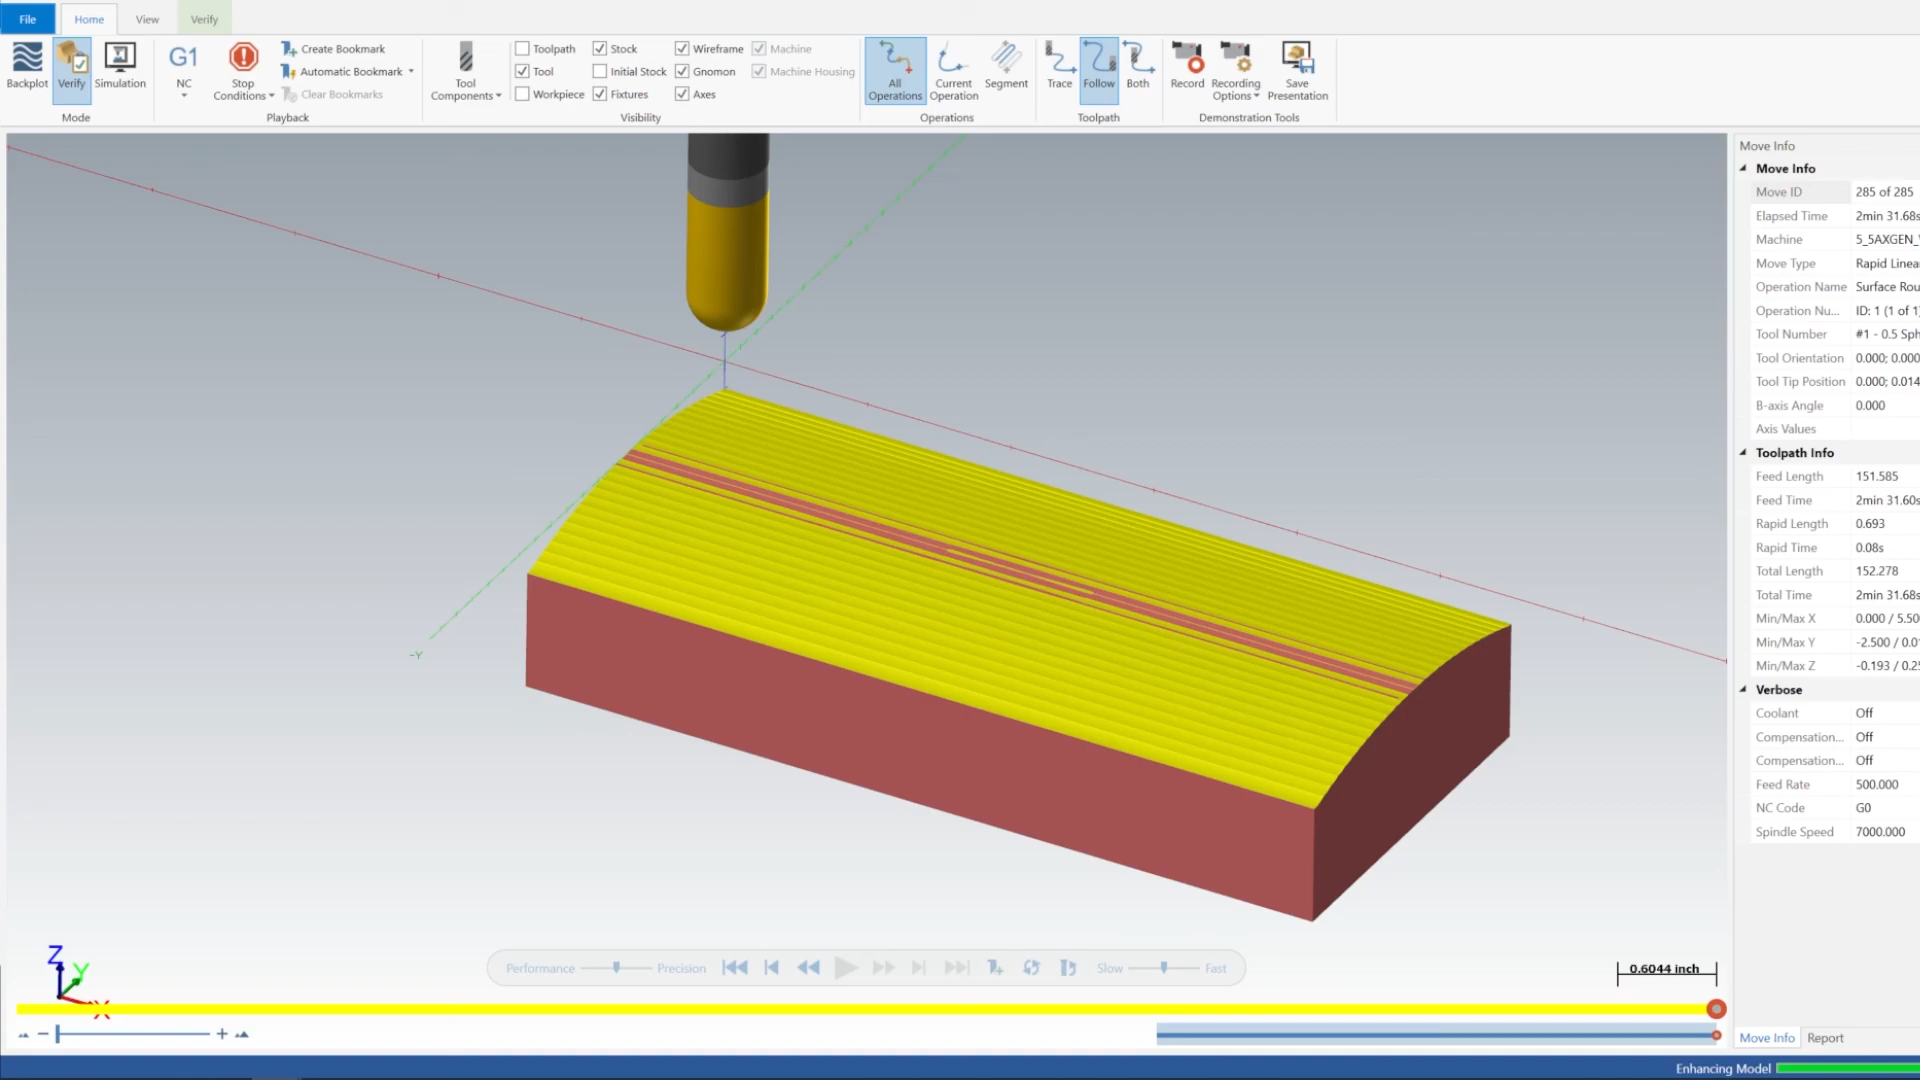 File Home View Verify
Backplot Verify Simulation
Mode
G1
NC
Stop Conditions
Create Bookmark
Automatic Bookmark
Clear Bookmarks
Playback
Tool Components
Toolpath Stock Wireframe Machine
Tool Initial Stock Gnomon Machine Housing
Workpiece Fixtures Axes
Visibility
All Operations
Current Operation
Segment
Operations
Trace Follow Both
Toolpath
Record
Recording Options
Save Presentation
Demonstration Tools
-Y
Z
Y
X
Performance Precision Slow Fast
0.6044 inch
Move Info
Move Info
Move ID 285 of 285
Elapsed Time 2min 31.68s
Machine 5_5AXGEN_
Move Type Rapid Linea
Operation Name Surface Rou
Operation Nu... ID: 1 (1 of 1
Tool Number #1 - 0.5 Sph
Tool Orientation 0.000; 0.000
Tool Tip Position 0.000; 0.014
B-axis Angle 0.000
Axis Values
Toolpath Info
Feed Length 151.585
Feed Time 2min 31.60s
Rapid Length 0.693
Rapid Time 0.08s
Total Length 152.278
Total Time 2min 31.68s
Min/Max X 0.000 / 5.50
Min/Max Y -2.500 / 0.01
Min/Max Z -0.193 / 0.25
Verbose
Coolant Off
Compensation... Off
Compensation... Off
Feed Rate 500.000
NC Code G0
Spindle Speed 7000.000
Move Info Report
Enhancing Model